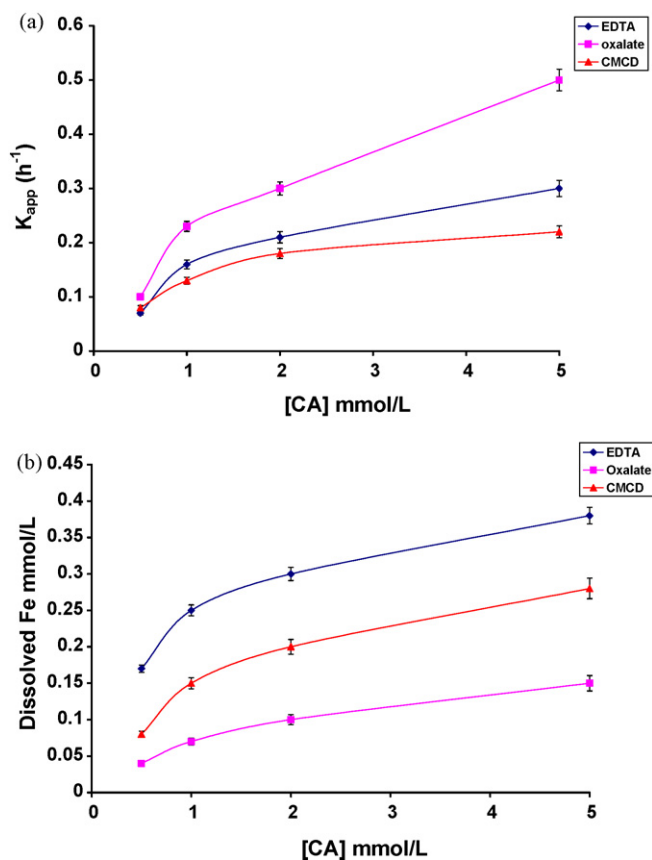 (a)
0.6
0.5
0.4
0.3
0.2
0.1
0
K_app (h^-1)
0 1 2 3 4 5
[CA] mmol/L
EDTA
oxalate
CMCD
(b)
0.45
0.4
0.35
0.3
0.25
0.2
0.15
0.1
0.05
0
Dissolved Fe mmol/L
0 1 2 3 4 5
[CA] mmol/L
EDTA
Oxalate
CMCD